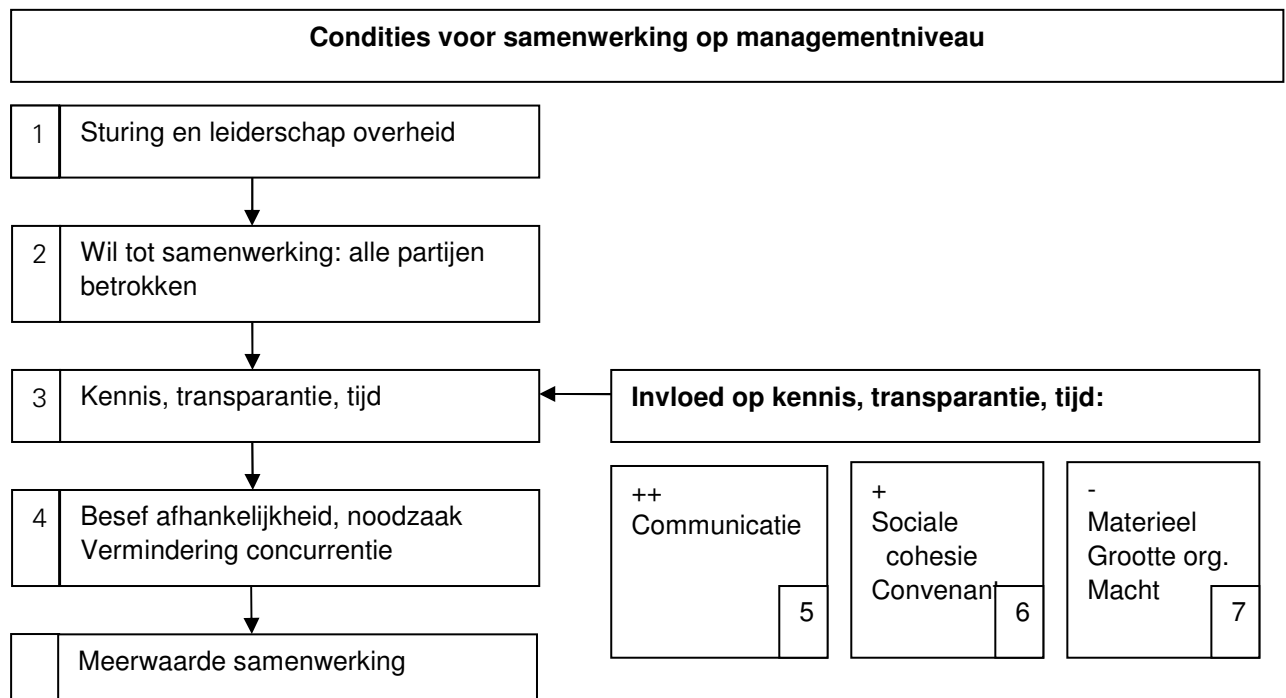 Condities voor samenwerking op managementniveau
1 Sturing en leiderschap overheid
2 Wil tot samenwerking: alle partijen
betrokken
3 Kennis, transparantie, tijd
Invloed op kennis, transparantie, tijd:
4 Besef afhankelijkheid, noodzaak
Vermindering concurrentie
Meerwaarde samenwerking
++
Communicatie
5
+
Sociale
cohesie
Convenant
6
-
Materieel
Grootte org.
Macht
7